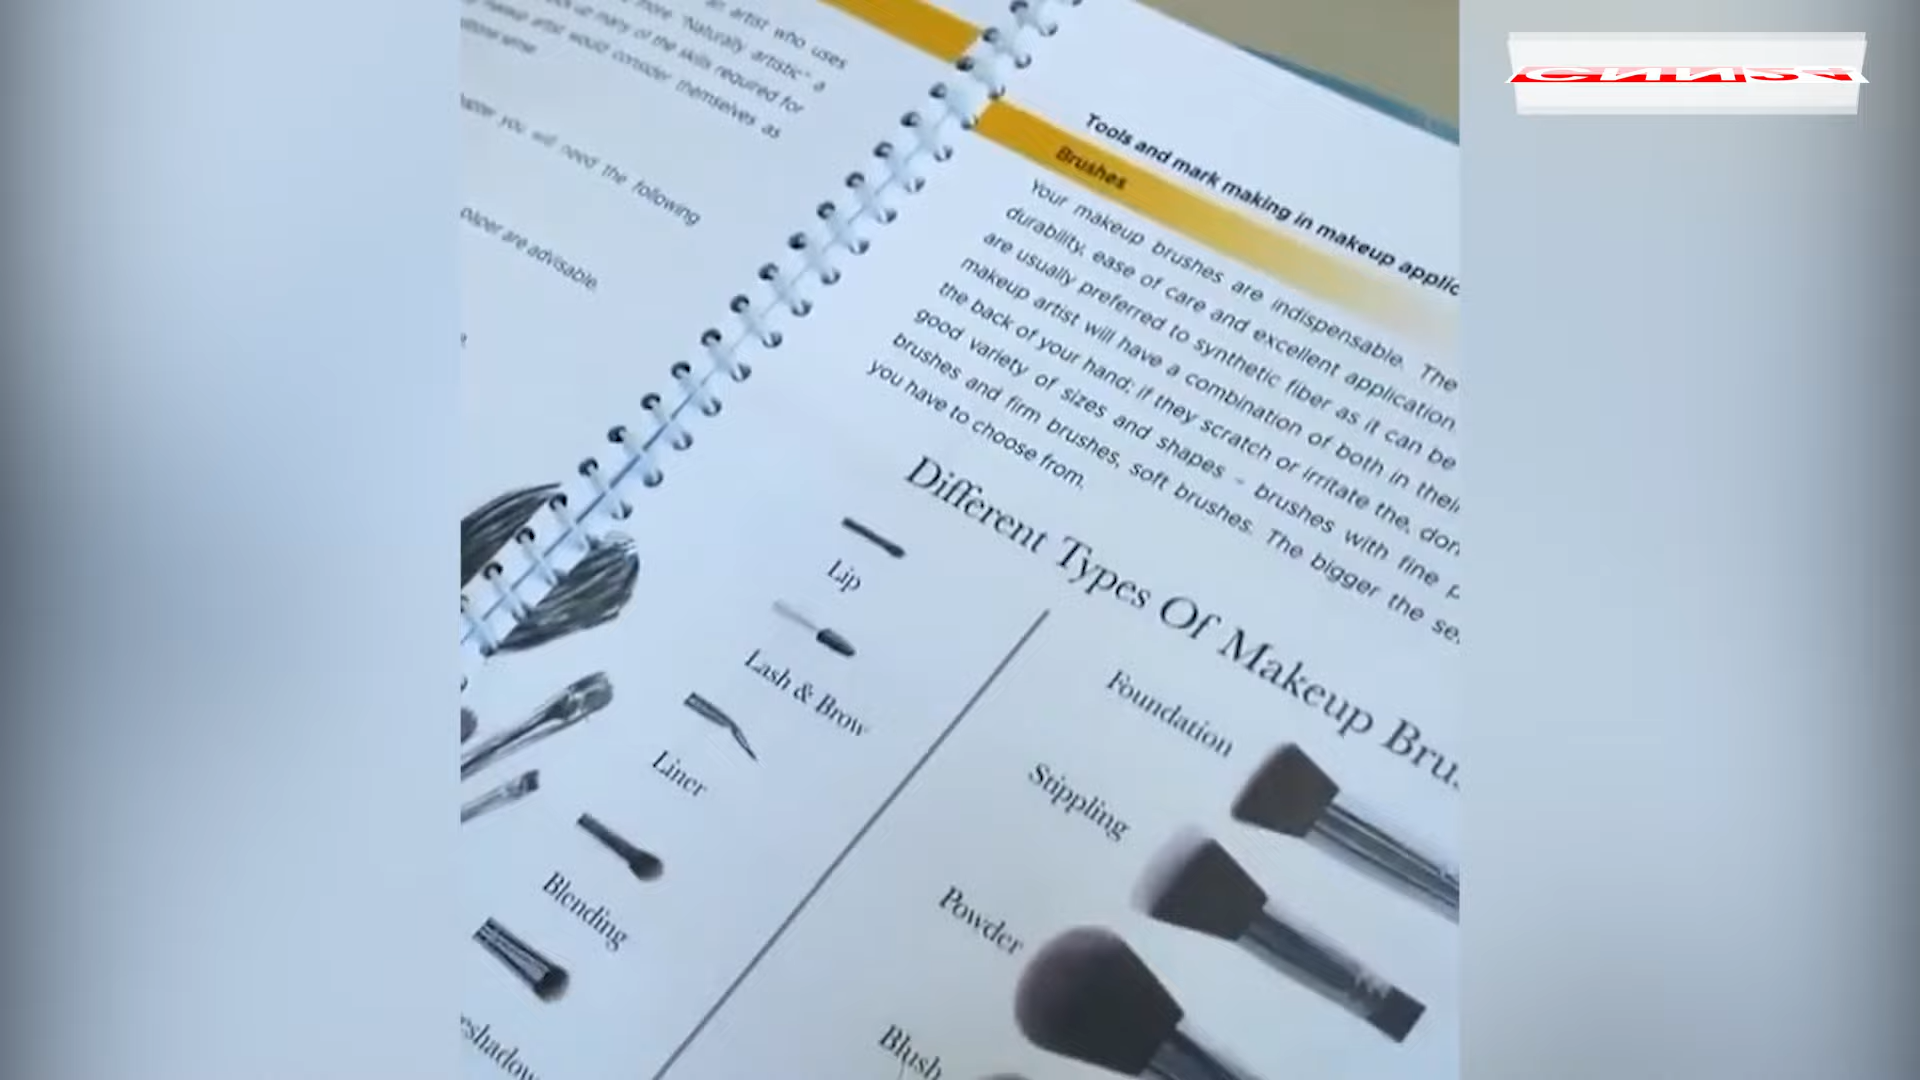 an artist who uses
more "Naturally artistic" a
many of the skills required for
makeup artist would consider themselves as
you will need the following
paper are advisable.
Tools and mark making in makeup applic
Brushes
Your makeup brushes are indispensable. The
durability, ease of care and excellent application
are usually preferred to synthetic fiber as it can be
makeup artist will have a combination of both in their
the back of your hand; if they scratch or irritate the, don
good variety of sizes and shapes - brushes with fine p
brushes and firm brushes, soft brushes. The bigger the se
you have to choose from.
Different Types Of Makeup Bru
Lip
Lash & Brow
Liner
Blending
eshadow
Foundation
Stippling
Powder
Blush